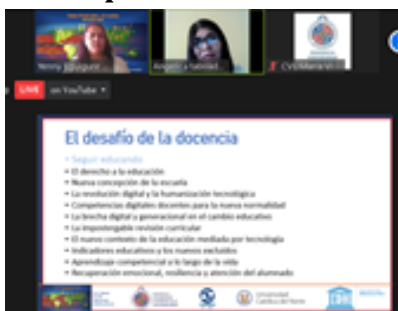 LIVE on YouTube
El desafío de la docencia
• Seguir educando
• El derecho a la educación
• Nueva concepción de la escuela
• La revolución digital y la humanización tecnológica
• Competencias digitales docentes para la nueva normalidad
• La brecha digital y generacional en el cambio educativo
• La impostergable revisión curricular
• El nuevo contexto de la educación mediada por tecnología
• Indicadores educativos y los nuevos excluidos
• Aprendizaje competencial a lo largo de la vida
• Recuperación emocional, resiliencia y atención del alumnado
Universidad
Católica del Norte